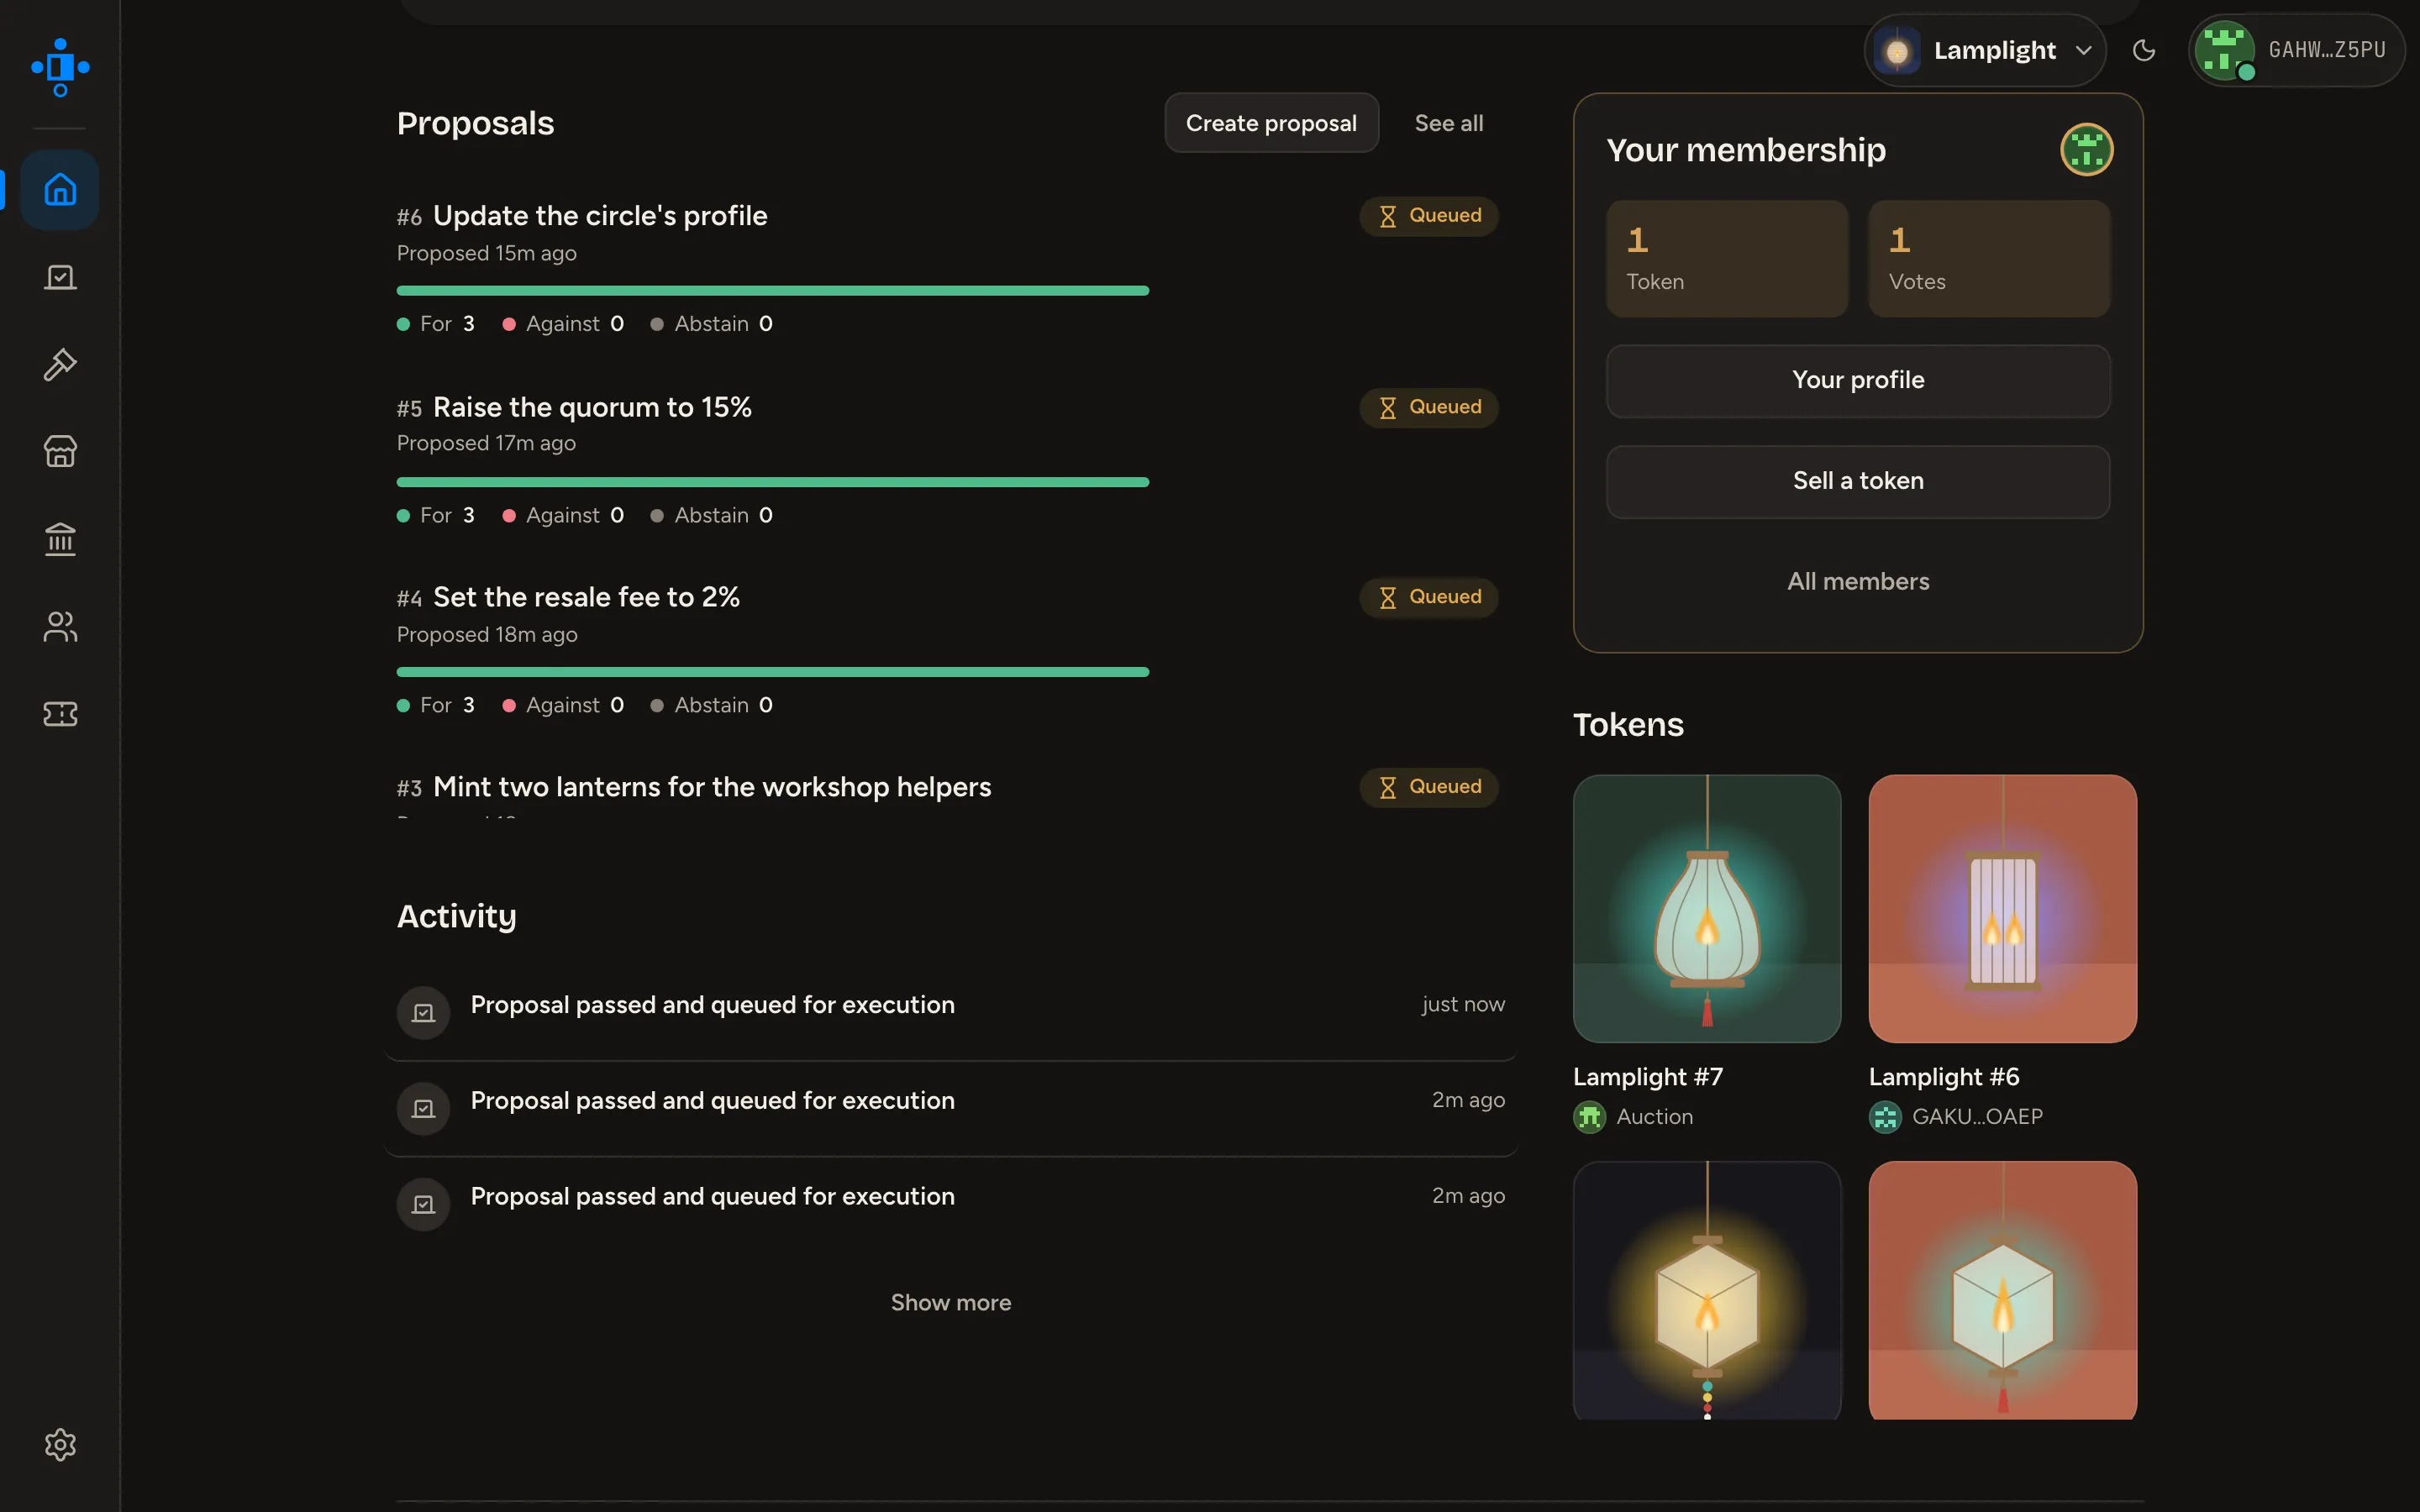 Lamplight
GAHW...Z5PU
Proposals
Create proposal
See all
#6 Update the circle's profile
Queued
Proposed 15m ago
For 3 Against 0 Abstain 0
#5 Raise the quorum to 15%
Queued
Proposed 17m ago
For 3 Against 0 Abstain 0
#4 Set the resale fee to 2%
Queued
Proposed 18m ago
For 3 Against 0 Abstain 0
#3 Mint two lanterns for the workshop helpers
Queued
Activity
Proposal passed and queued for execution
just now
Proposal passed and queued for execution
2m ago
Proposal passed and queued for execution
2m ago
Show more
Your membership
1
Token
1
Votes
Your profile
Sell a token
All members
Tokens
Lamplight #7
Auction
Lamplight #6
GAKU...OAEP